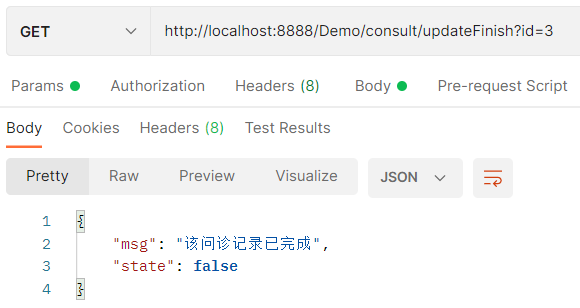 GET http://localhost:8888/Demo/consult/updateFinish?id=3
Params Authorization Headers (8) Body Pre-request Script
Body Cookies Headers (8) Test Results
Pretty Raw Preview Visualize JSON
1 {
2 "msg": "该问诊记录已完成",
3 "state": false
4 }